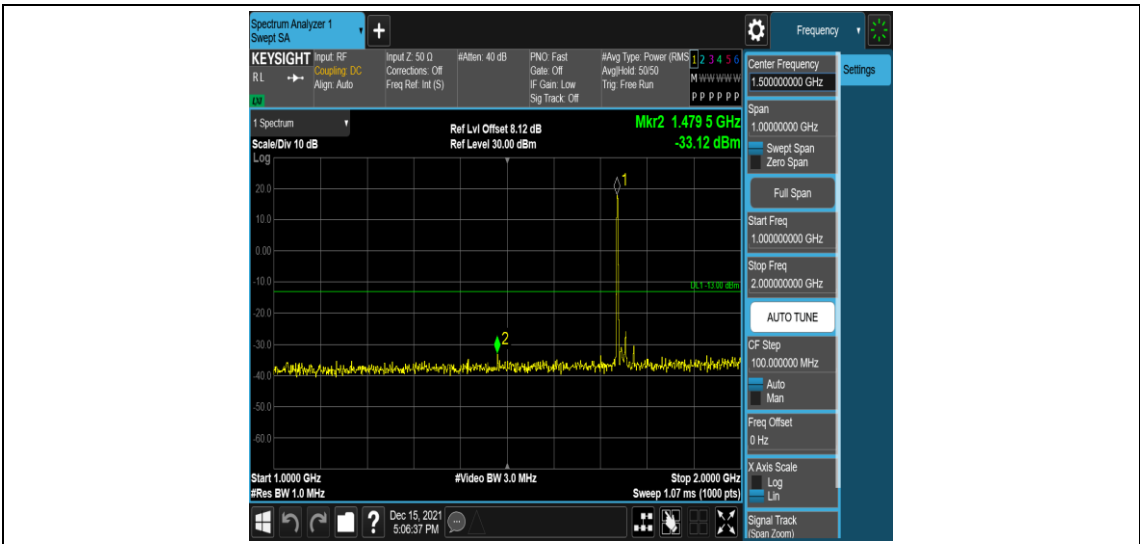 Spectrum Analyzer 1
Swept SA
+
Frequency
KEYSIGHT
RL
LXI
Input: RF
Coupling: DC
Align: Auto
Input Z: 50 Ω
Corrections: Off
Freq Ref: Int (S)
#Atten: 40 dB
PNO: Fast
Gate: Off
IF Gain: Low
Sig Track: Off
#Avg Type: Power (RMS
Avg|Hold: 50/50
Trig: Free Run
1 2 3 4 5 6
M W W W W W
P P P P P P
1 Spectrum
Scale/Div 10 dB
Log
Ref Lvl Offset 8.12 dB
Ref Level 30.00 dBm
Mkr2 1.479 5 GHz
-33.12 dBm
20.0
10.0
0.00
-10.0
-20.0
-30.0
-40.0
-50.0
-60.0
1
2
DL1 -13.00 dBm
Start 1.0000 GHz
#Res BW 1.0 MHz
#Video BW 3.0 MHz
Stop 2.0000 GHz
Sweep 1.07 ms (1000 pts)
?
Dec 15, 2021
5:06:37 PM
Center Frequency
1.500000000 GHz
Settings
Span
1.00000000 GHz
Swept Span
Zero Span
Full Span
Start Freq
1.000000000 GHz
Stop Freq
2.000000000 GHz
AUTO TUNE
CF Step
100.000000 MHz
Auto
Man
Freq Offset
0 Hz
X Axis Scale
Log
Lin
Signal Track
(Span Zoom)